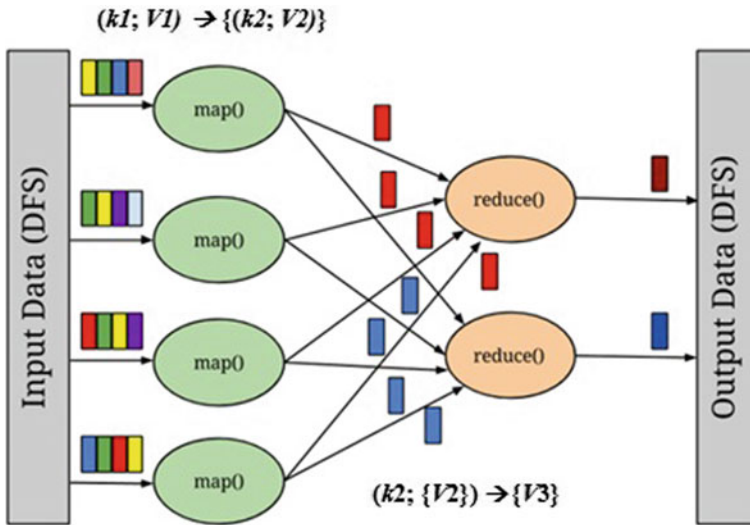 (k1; V1) → {(k2; V2)}
Input Data (DFS)
map()
map()
map()
map()
reduce()
reduce()
Output Data (DFS)
(k2; {V2}) → {V3}